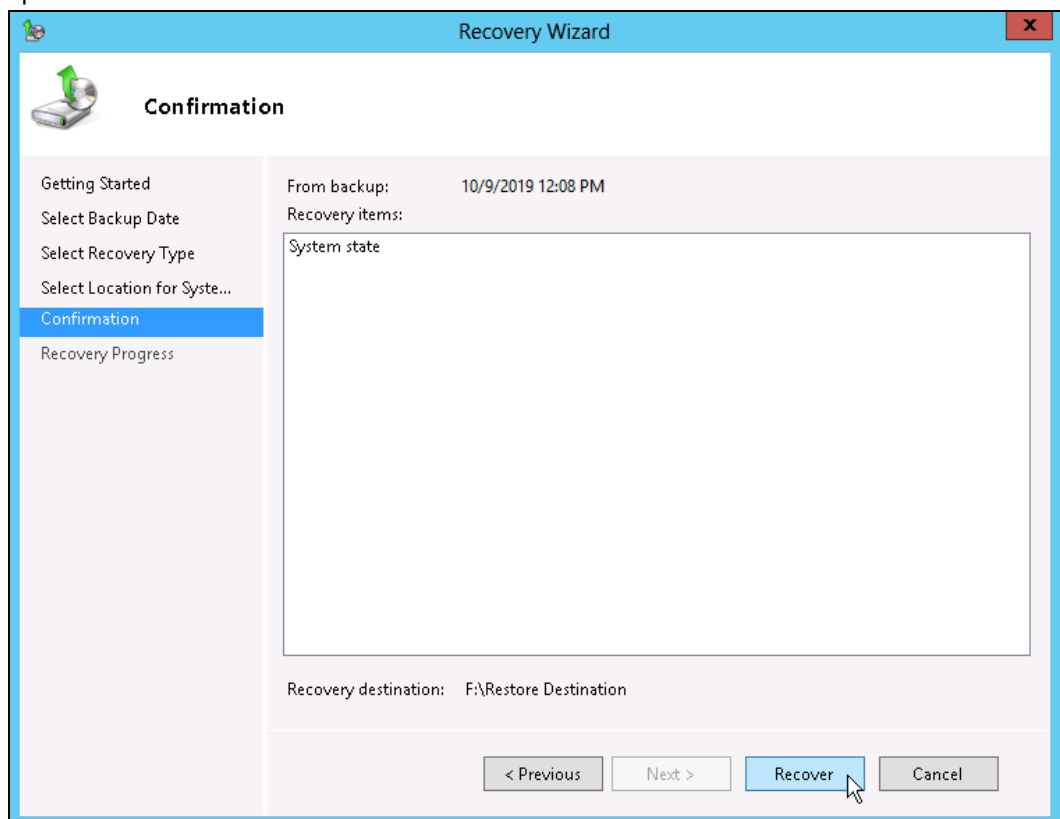 Recovery Wizard
x
Confirmation
Getting Started
Select Backup Date
Select Recovery Type
Select Location for Syste...
Confirmation
Recovery Progress
From backup: 10/9/2019 12:08 PM
Recovery items:
System state
Recovery destination: F:\Restore Destination
< Previous Next > Recover Cancel